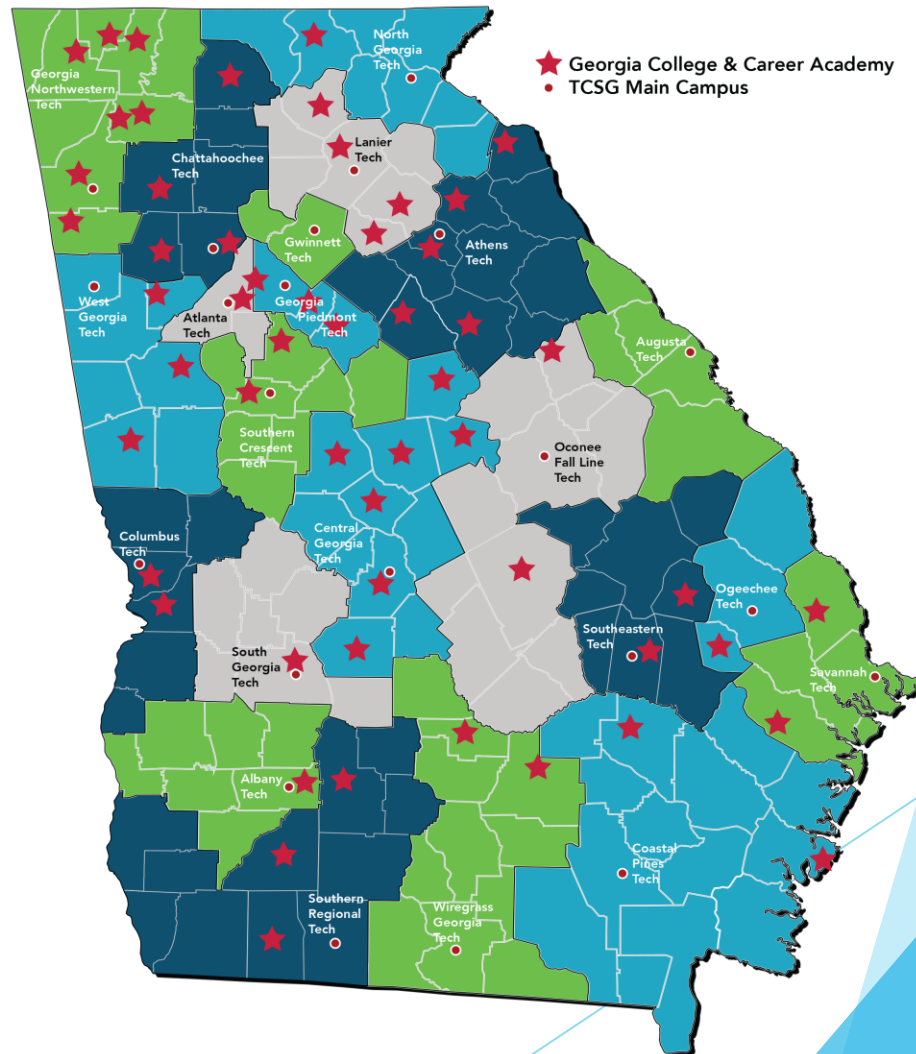 Georgia College & Career Academy
TCSG Main Campus
North
Georgia
Tech
Georgia
Northwestern
Tech
Lanier
Tech
Chattahoochee
Tech
Gwinnett
Tech
Athens
Tech
West
Georgia
Tech
Atlanta
Tech
Georgia
Piedmont
Tech
Augusta
Tech
Southern
Crescent
Tech
Oconee
Fall Line
Tech
Columbus
Tech
Central
Georgia
Tech
Ogeechee
Tech
Southeastern
Tech
South
Georgia
Tech
Savannah
Tech
Albany
Tech
Coastal
Pines
Tech
Southern
Regional
Tech
Wiregrass
Georgia
Tech